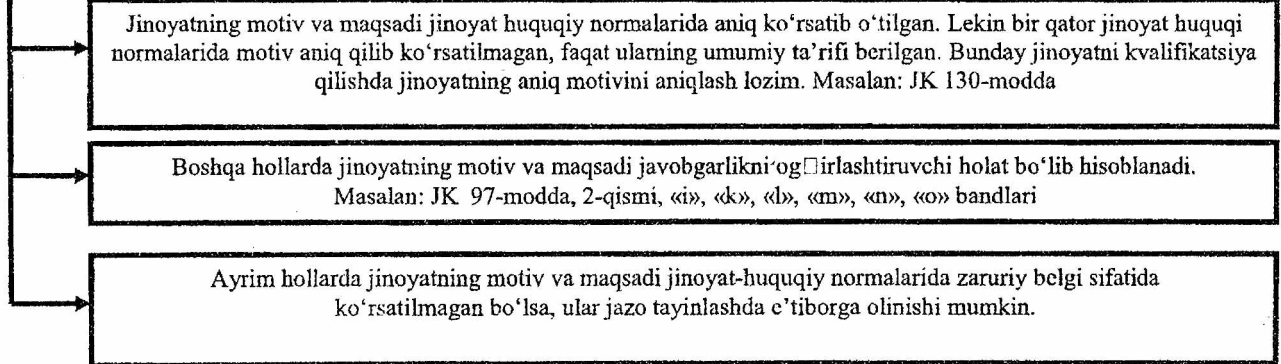 Jinoyatning motiv va maqsadi jinoyat huquqiy normalarida aniq ko‘rsatib o‘tilgan. Lekin bir qator jinoyat huquqi
normalarida motiv aniq qilib ko‘rsatilmagan, faqat ularning umumiy ta’rifi berilgan. Bunday jinoyatni kvalifikatsiya
qilishda jinoyatning aniq motivini aniqlash lozim. Masalan: JK 130-modda
Boshqa hollarda jinoyatning motiv va maqsadi javobgarlikni og□irlashtiruvchi holat bo‘lib hisoblanadi.
Masalan: JK 97-modda, 2-qismi, «i», «k», «l», «m», «n», «o» bandlari
Ayrim hollarda jinoyatning motiv va maqsadi jinoyat-huquqiy normalarida zaruriy belgi sifatida
ko‘rsatilmagan bo‘lsa, ular jazo tayinlashda e’tiborga olinishi mumkin.